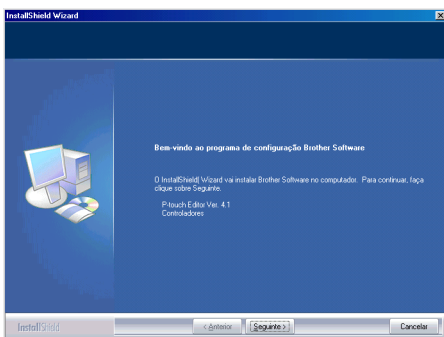 InstallShield Wizard
Bem-vindo ao programa de configuração Brother Software
O InstallShield( Wizard vai instalar Brother Software no computador. Para continuar, faça
clique sobre Seguinte.
P-touch Editor Ver. 4.1
Controladores
InstallShield
< Anterior
Seguinte >
Cancelar